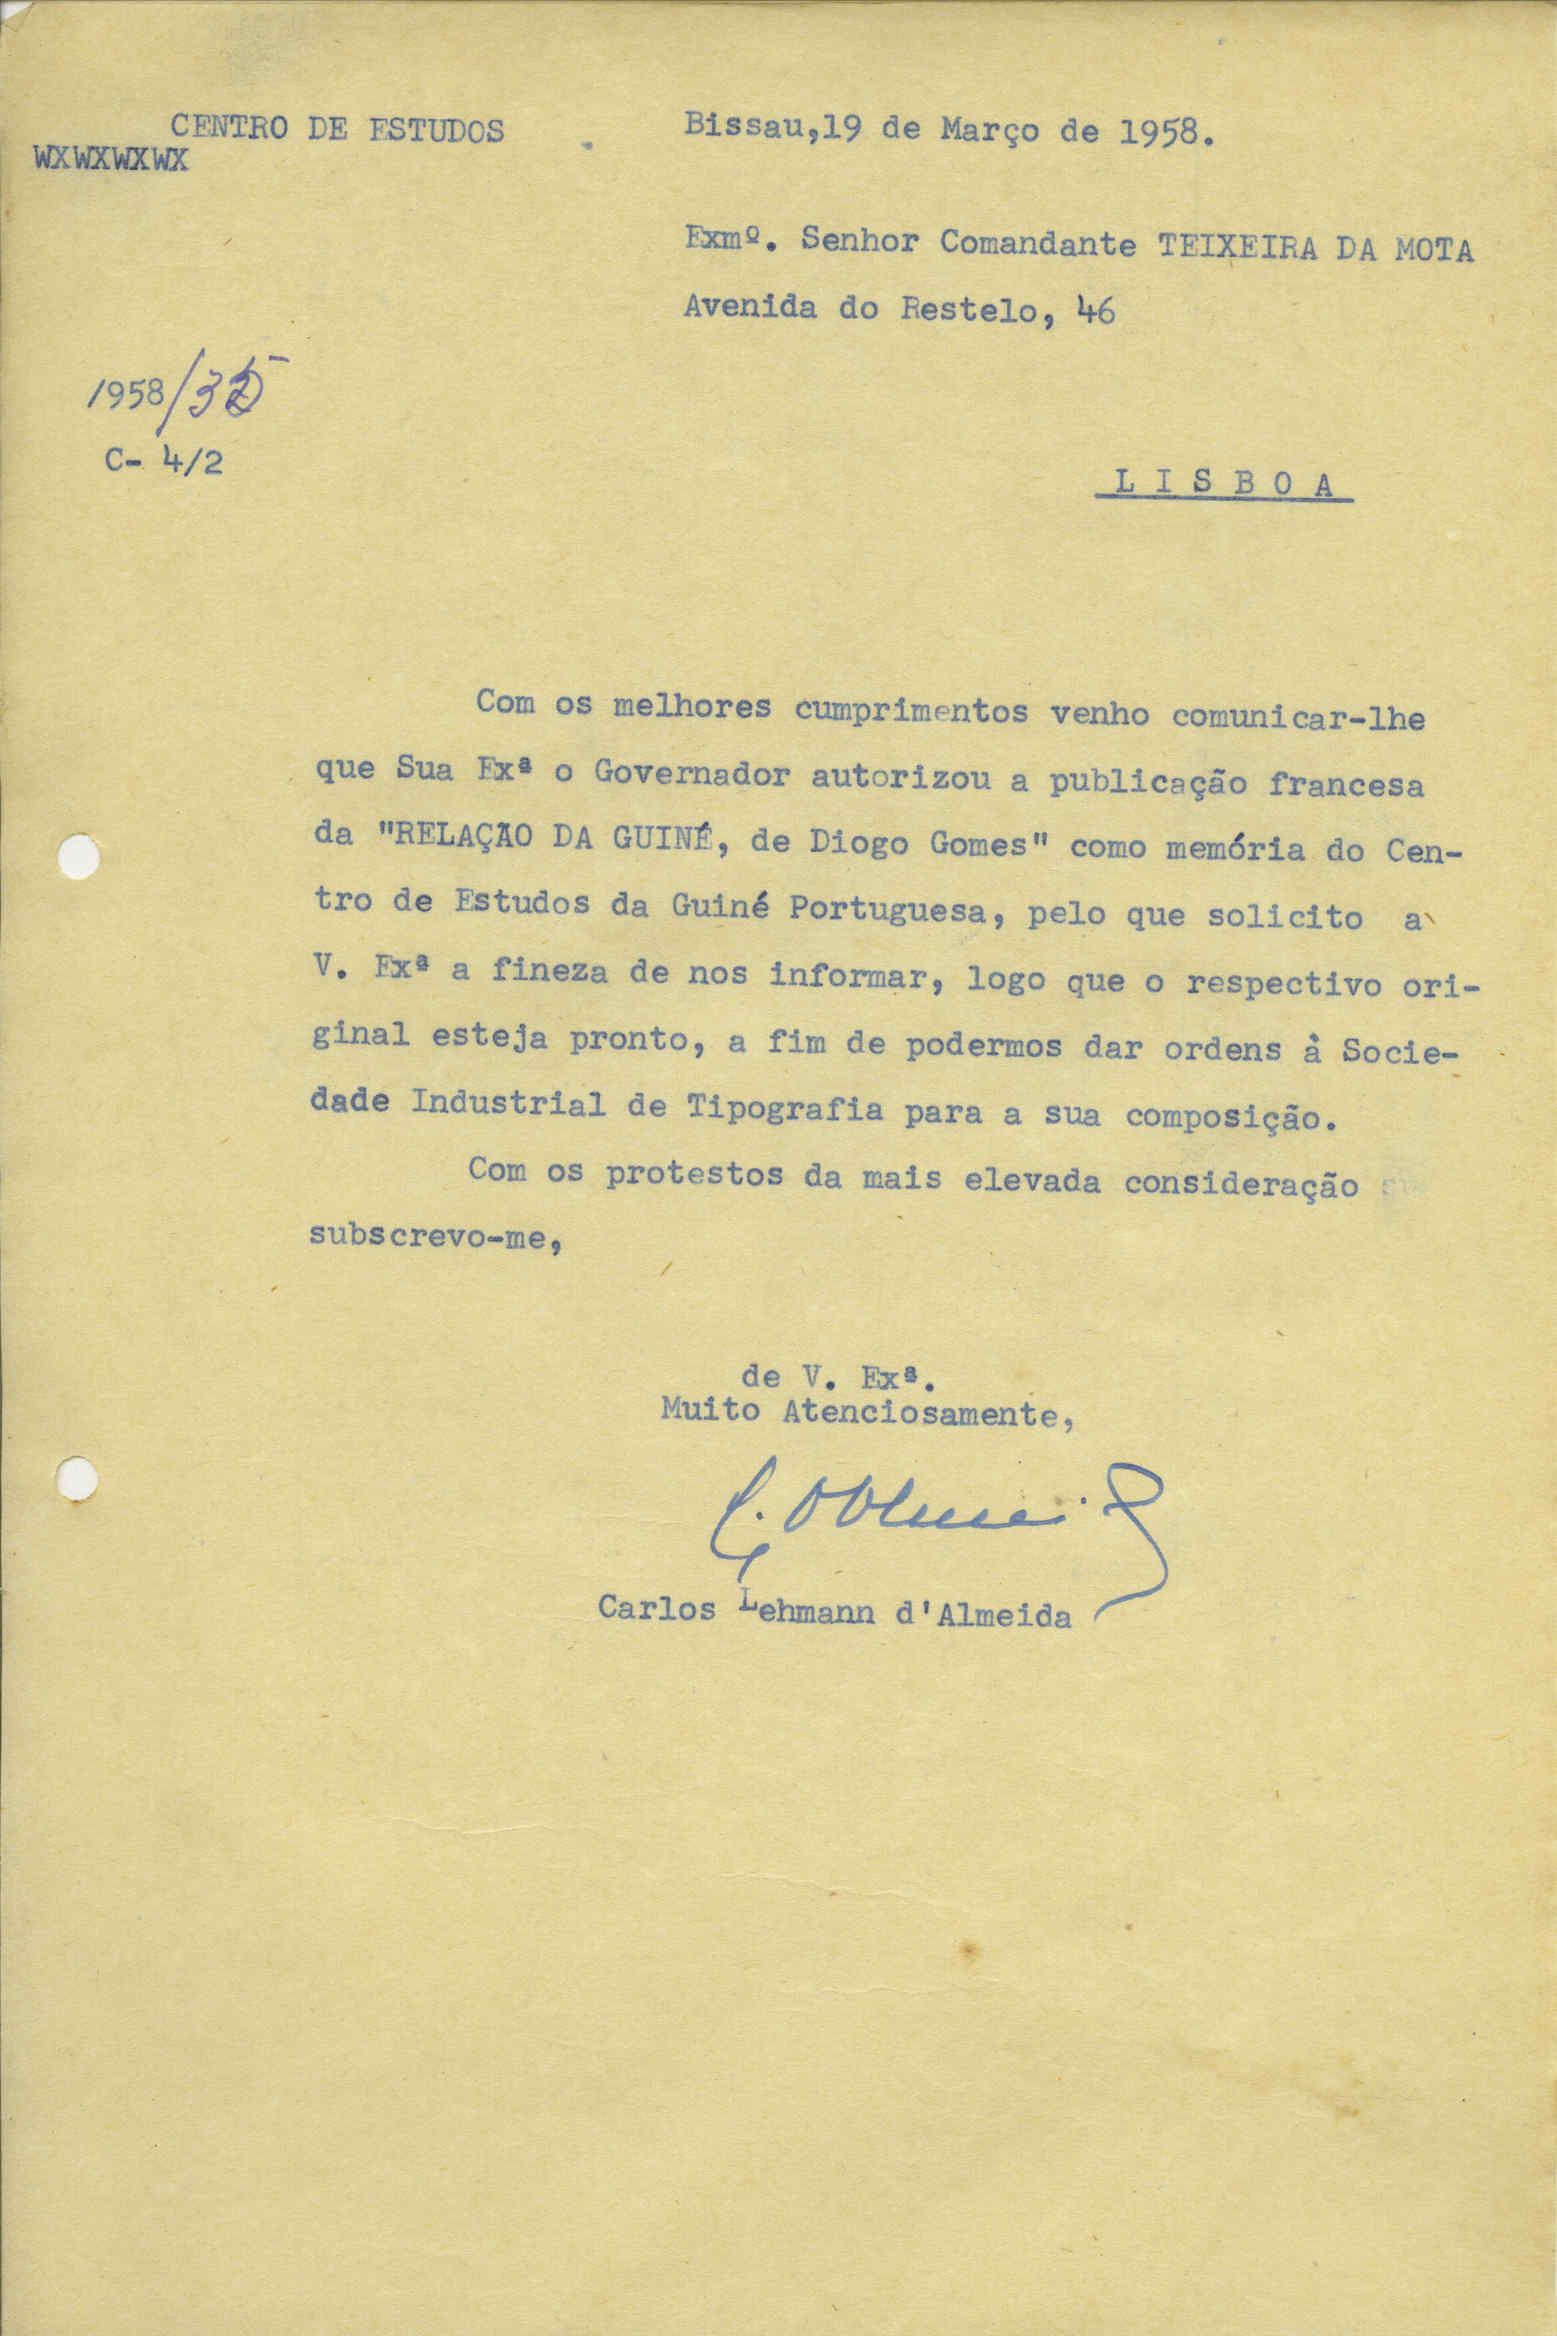 CENTRO DE ESTUDOS
WXWXWXWX
Bissau,19 de Março de 1958.
Exmº. Senhor Comandante TEIXEIRA DA MOTA
Avenida do Restelo, 46
1958/35
C- 4/2
L I S B O A
Com os melhores cumprimentos venho comunicar-lhe
que Sua Exª o Governador autorizou a publicação francesa
da "RELAÇÃO DA GUINÉ, de Diogo Gomes" como memória do Cen-
tro de Estudos da Guiné Portuguesa, pelo que solicito a
V. Exª a fineza de nos informar, logo que o respectivo ori-
ginal esteja pronto, a fim de podermos dar ordens à Socie-
dade Industrial de Tipografia para a sua composição.
Com os protestos da mais elevada consideração
subscrevo-me,
de V. Exª.
Muito Atenciosamente,
Carlos Lehmann d'Almeida